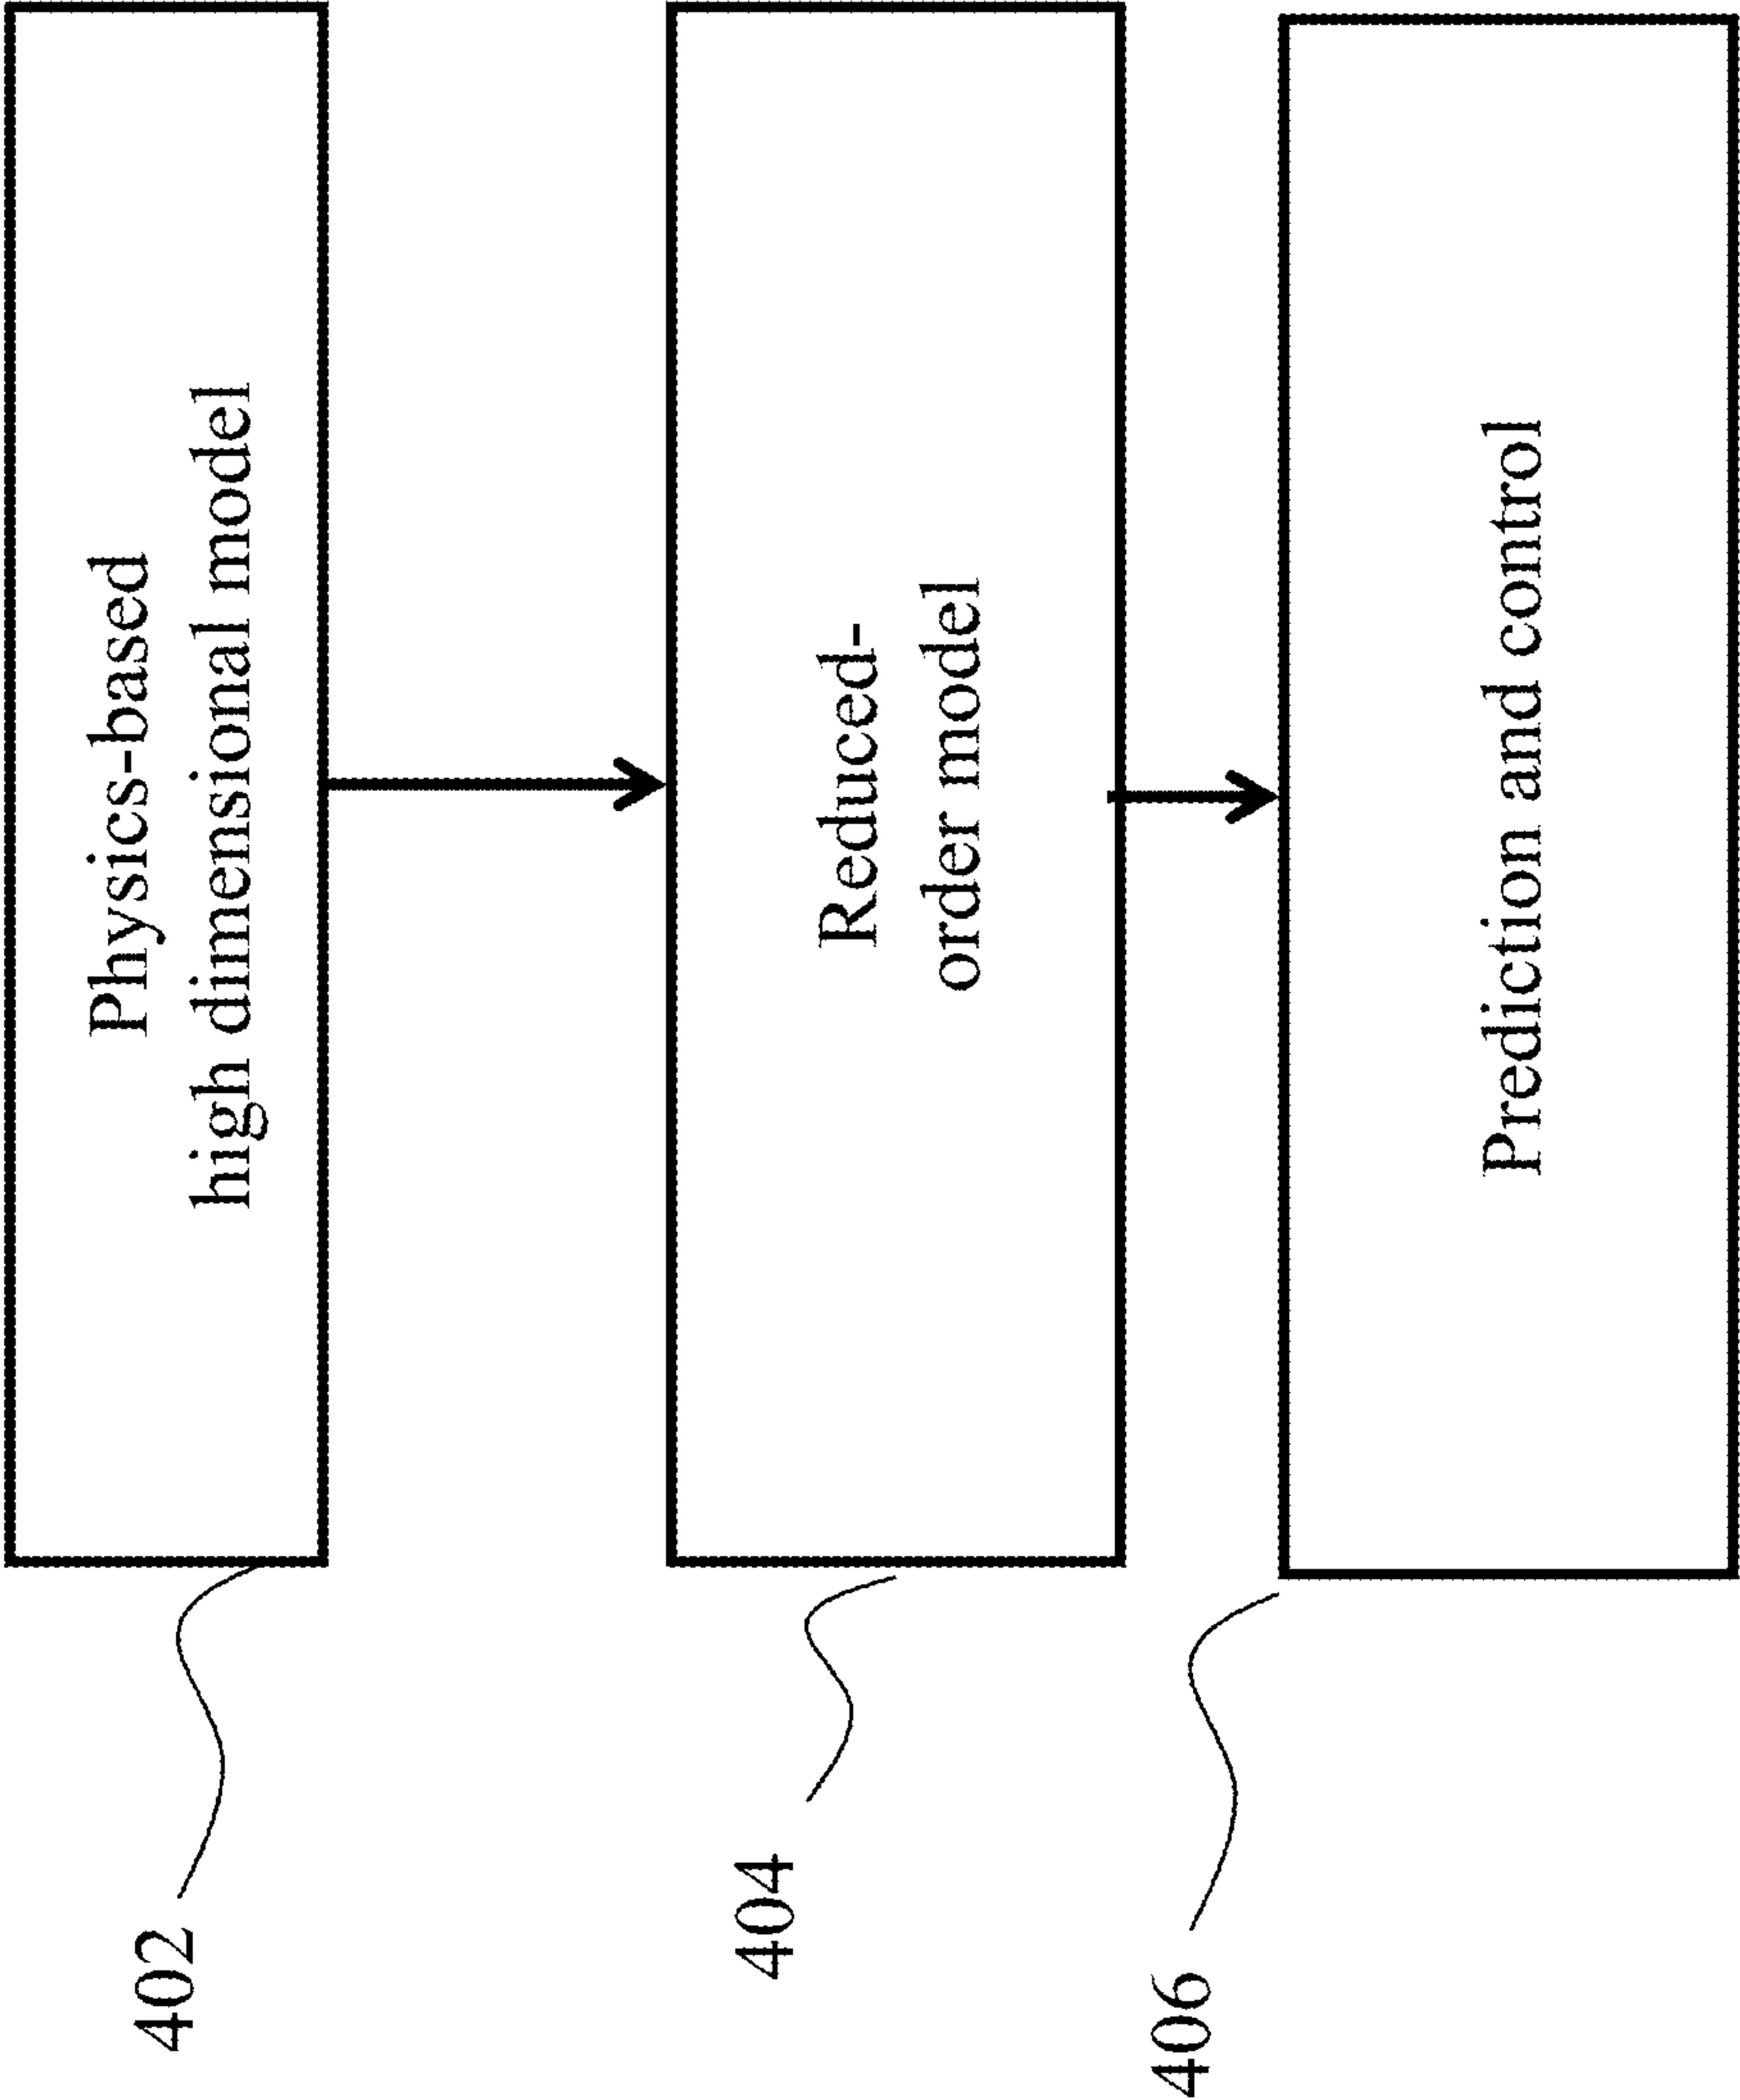 402
Physics-based
high dimensional model
404
Reduced-
order model
406
Prediction and control